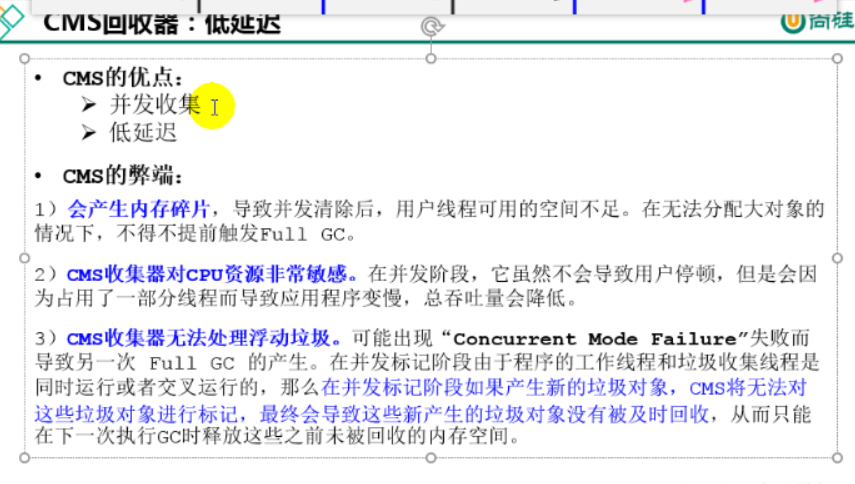 CMS回收器：低延迟
尚硅
• CMS的优点：
➢ 并发收集
➢ 低延迟
• CMS的弊端：
1）会产生内存碎片，导致并发清除后，用户线程可用的空间不足。在无法分配大对象的
情况下，不得不提前触发Full GC。
2）CMS收集器对CPU资源非常敏感。在并发阶段，它虽然不会导致用户停顿，但是会因
为占用了一部分线程而导致应用程序变慢，总吞吐量会降低。
3）CMS收集器无法处理浮动垃圾。可能出现“Concurrent Mode Failure”失败而
导致另一次 Full GC 的产生。在并发标记阶段由于程序的工作线程和垃圾收集线程是
同时运行或者交叉运行的，那么在并发标记阶段如果产生新的垃圾对象，CMS将无法对
这些垃圾对象进行标记，最终会导致这些新产生的垃圾对象没有被及时回收，从而只能
在下一次执行GC时释放这些之前未被回收的内存空间。